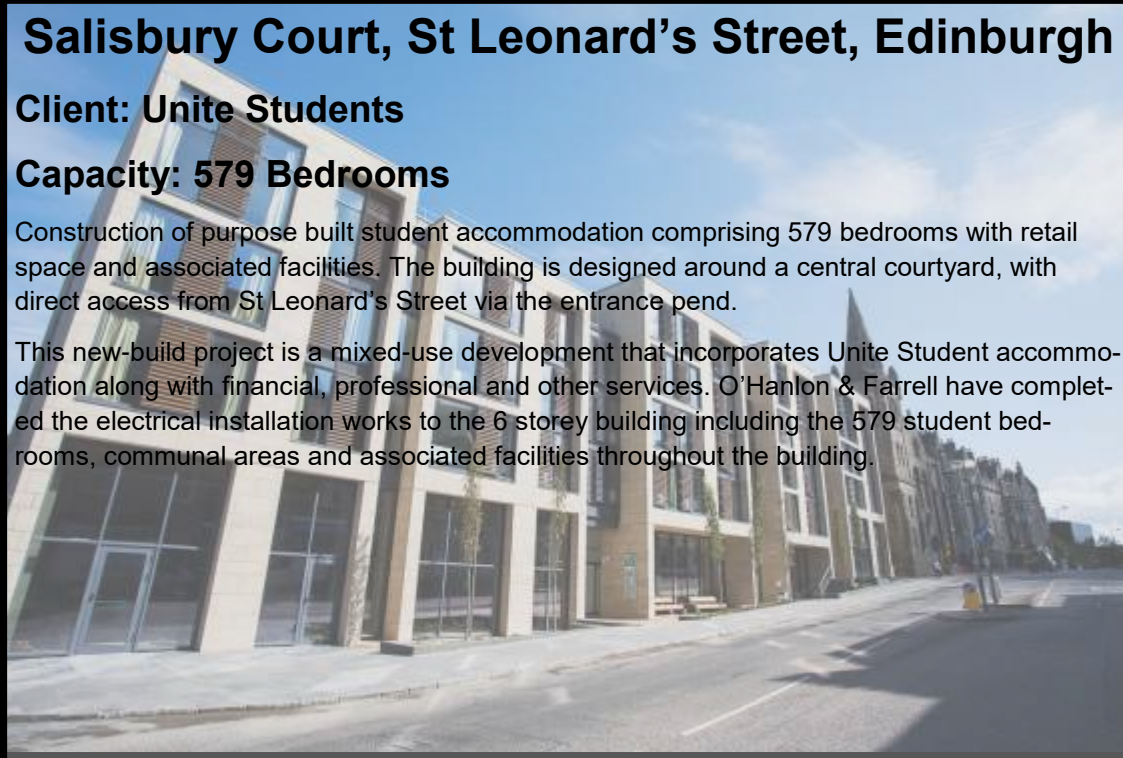 Salisbury Court, St Leonard’s Street, Edinburgh
Client: Unite Students
Capacity: 579 Bedrooms
Construction of purpose built student accommodation comprising 579 bedrooms with retail
space and associated facilities. The building is designed around a central courtyard, with
direct access from St Leonard’s Street via the entrance pend.
This new-build project is a mixed-use development that incorporates Unite Student accommo-
dation along with financial, professional and other services. O’Hanlon & Farrell have complet-
ed the electrical installation works to the 6 storey building including the 579 student bed-
rooms, communal areas and associated facilities throughout the building.